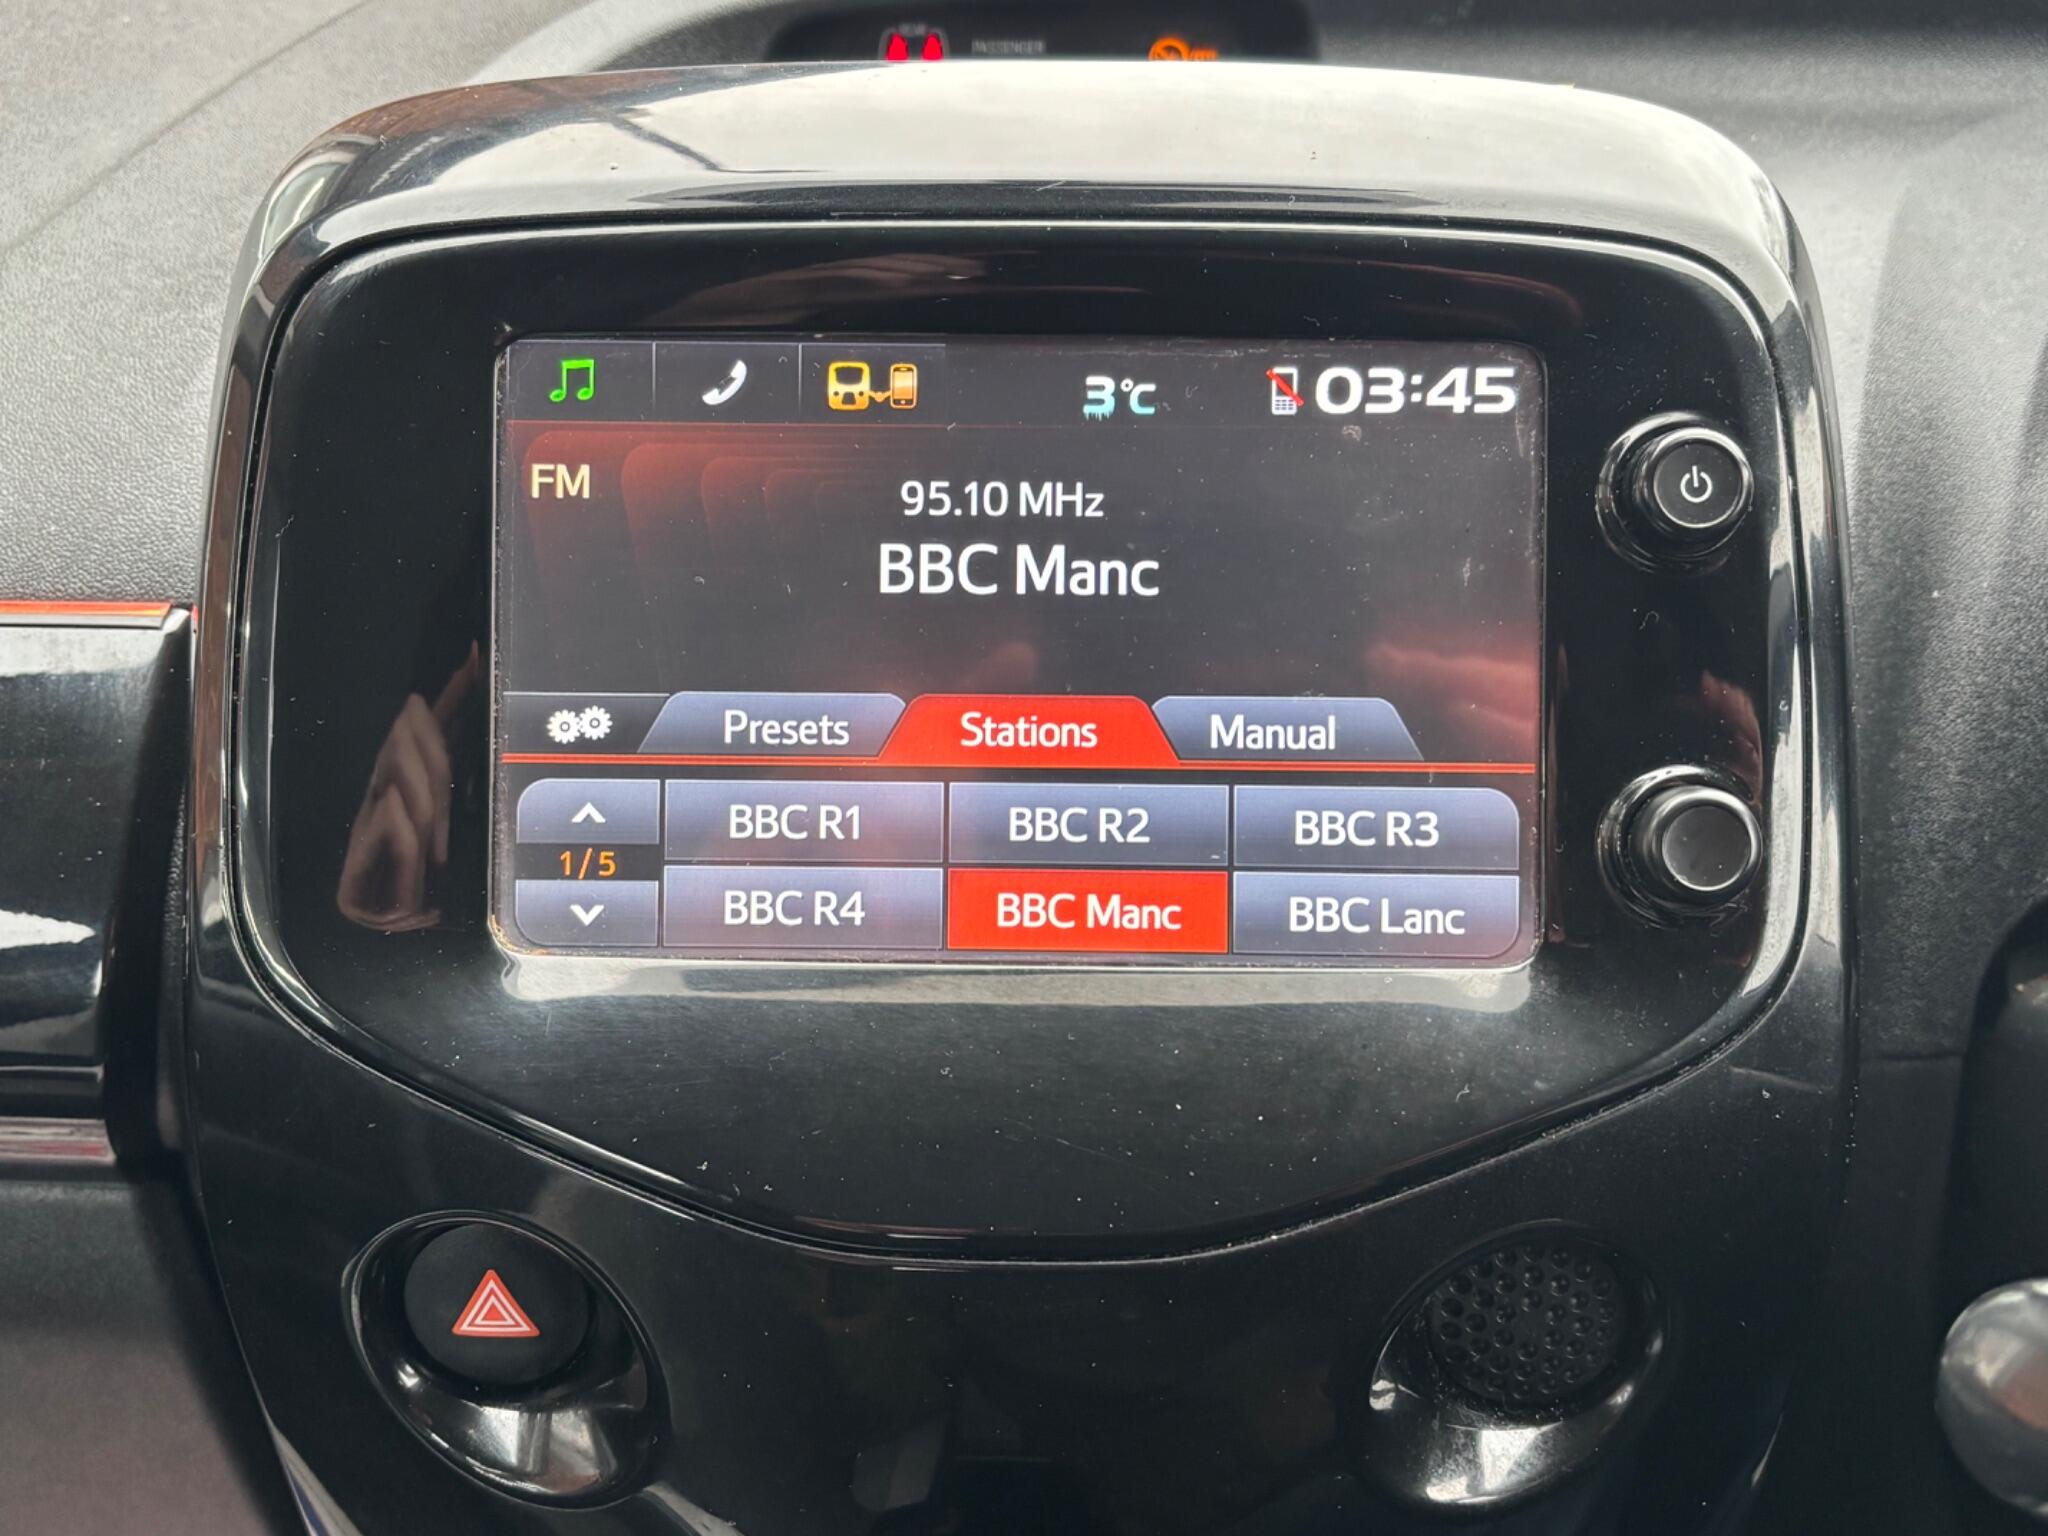 PASSENGER
3°C
03:45
FM
95.10 MHz
BBC Manc
Presets
Stations
Manual
BBC R1
BBC R2
BBC R3
1/5
BBC R4
BBC Manc
BBC Lanc